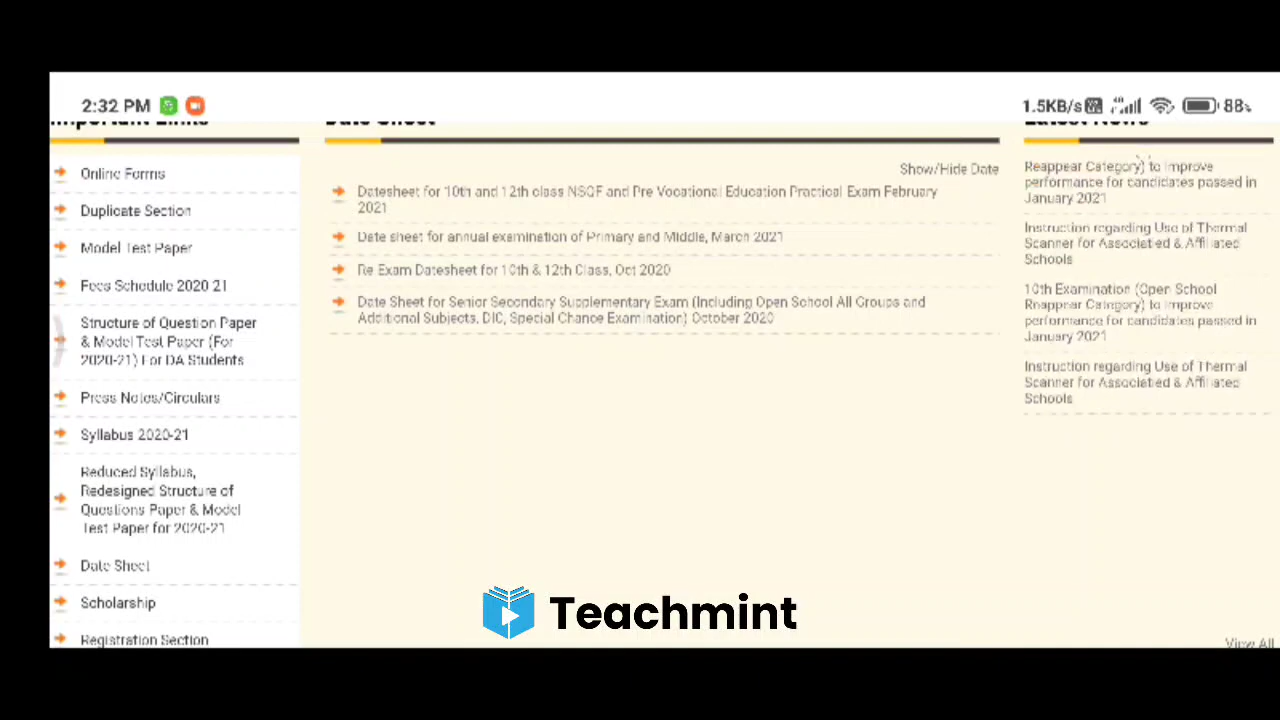 2:32 PM
1.5KB/s
88%
Important Links
Date Sheet
Latest News
Online Forms
Duplicate Section
Model Test Paper
Fees Schedule 2020 21
Structure of Question Paper
& Model Test Paper (For
2020-21) For DA Students
Press Notes/Circulars
Syllabus 2020-21
Reduced Syllabus,
Redesigned Structure of
Questions Paper & Model
Test Paper for 2020-21
Date Sheet
Scholarship
Registration Section
Show/Hide Date
Datesheet for 10th and 12th class NSQF and Pre Vocational Education Practical Exam February
2021
Date sheet for annual examination of Primary and Middle, March 2021
Re Exam Datesheet for 10th & 12th Class, Oct 2020
Date Sheet for Senior Secondary Supplementary Exam (Including Open School All Groups and
Additional Subjects, DIC, Special Chance Examination) October 2020
Reappear Category) to improve
performance for candidates passed in
January 2021
Instruction regarding Use of Thermal
Scanner for Associatied & Affiliated
Schools
10th Examination (Open School
Reappear Category) to improve
performance for candidates passed in
January 2021
Instruction regarding Use of Thermal
Scanner for Associatied & Affiliated
Schools
View All
Teachmint